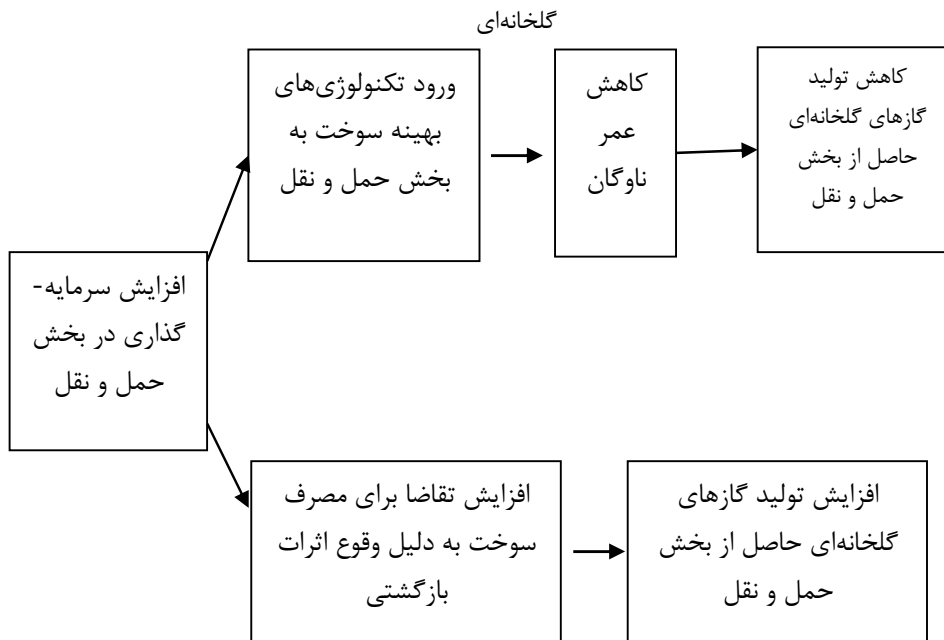 گلخانه‌ای
ورود تکنولوژی‌های
بهینه سوخت به
بخش حمل و نقل
کاهش
عمر
ناوگان
کاهش تولید
گازهای گلخانه‌ای
حاصل از بخش
حمل و نقل
افزایش سرمایه-
گذاری در بخش
حمل و نقل
افزایش تقاضا برای مصرف
سوخت به دلیل وقوع اثرات
بازگشتی
افزایش تولید گازهای
گلخانه‌ای حاصل از بخش
حمل و نقل